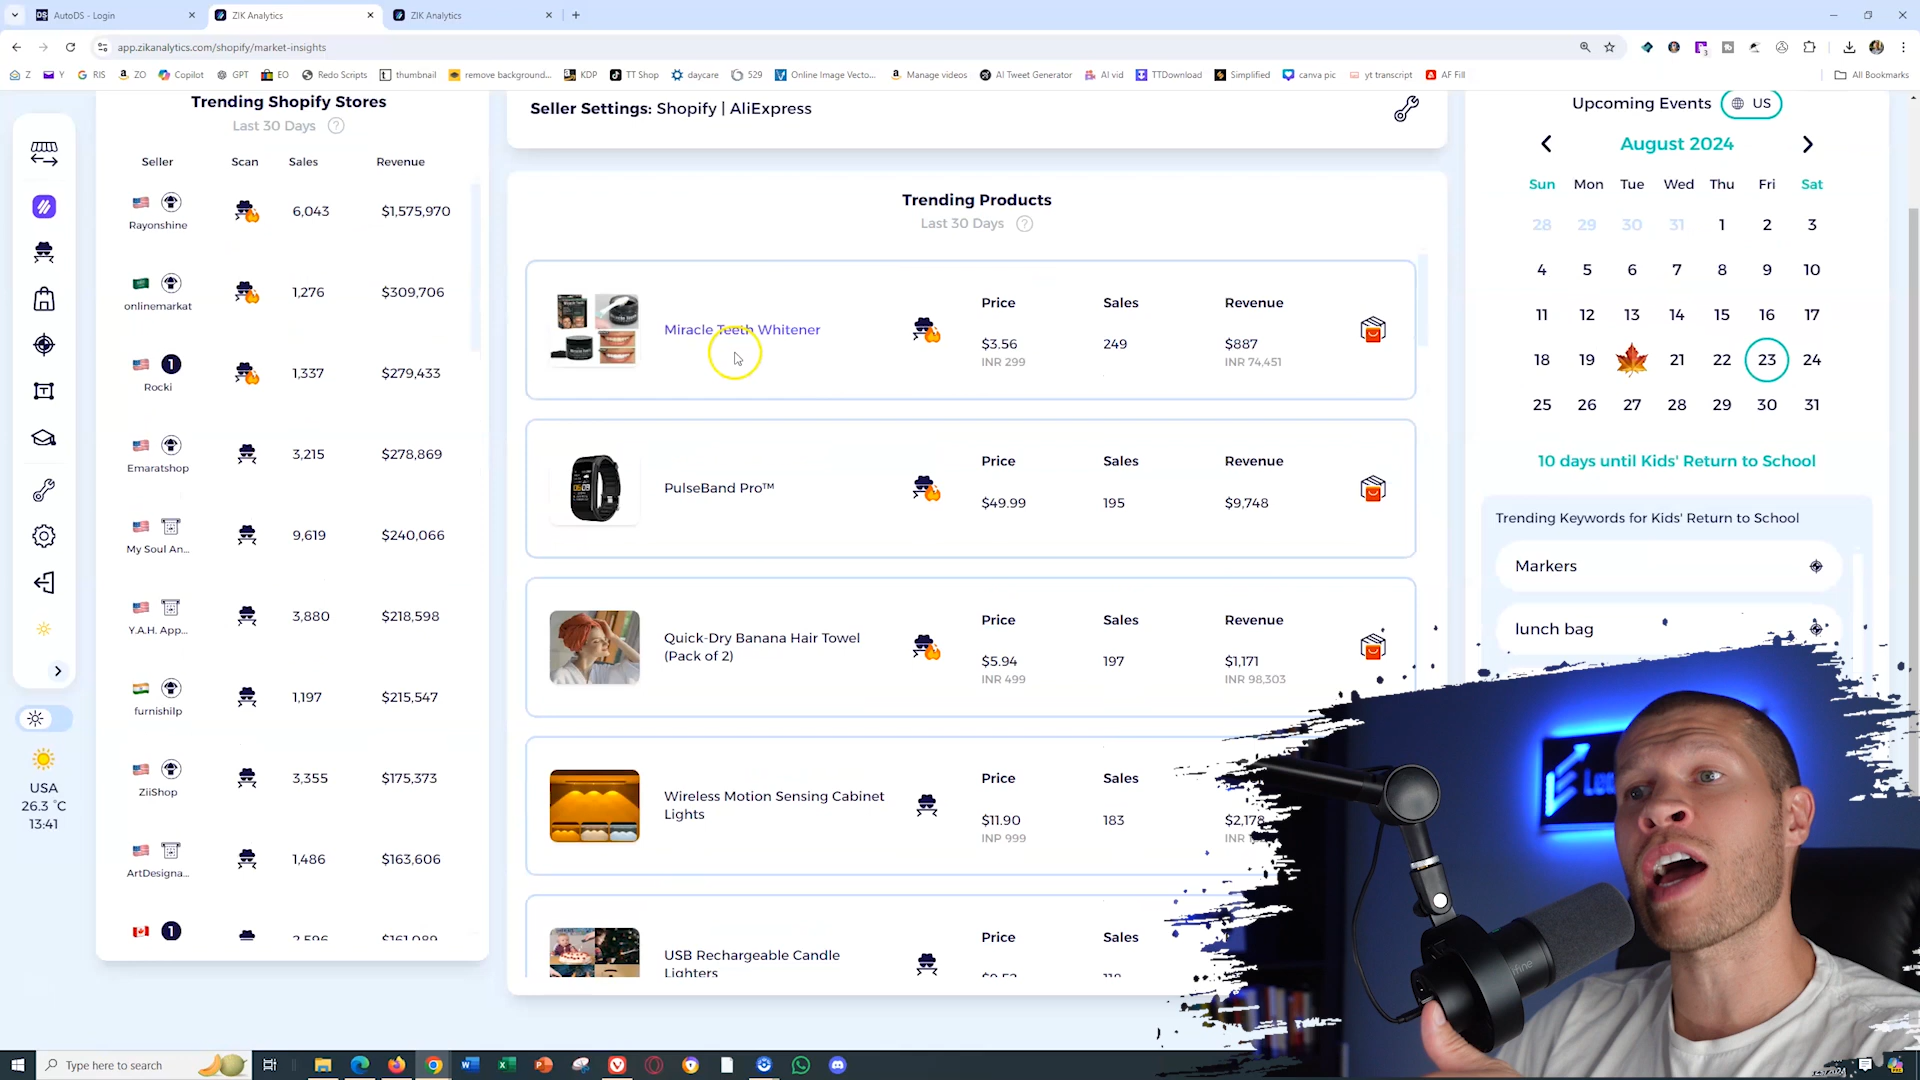 AutoDS - Login
ZIK Analytics
ZIK Analytics
app.zikanalytics.com/shopify/market-insights
Z
Y
RIS
ZO
Copilot
GPT
EO
Redo Scripts
thumbnail
remove background...
KDP
TT Shop
daycare
529
Online Image Vecto...
Manage videos
AI Tweet Generator
AI vid
TTDownload
Simplified
canva pic
yt transcript
AF Fill
All Bookmarks
Trending Shopify Stores
Last 30 Days ?
Seller Scan Sales Revenue
Rayonshine 6,043 $1,575,970
onlinemarkat 1,276 $309,706
1
Rocki 1,337 $279,433
Emaratshop 3,215 $278,869
My Soul An... 9,619 $240,066
Y.A.H. App... 3,880 $218,598
furnishilp 1,197 $215,547
ZiiShop 3,355 $175,373
ArtDesigna... 1,486 $163,606
1 2,596 $161,089
USA
26.3 °C
13:41
Seller Settings: Shopify | AliExpress
Trending Products
Last 30 Days ?
Miracle Teeth Whitener
Price Sales Revenue
$3.56 249 $887
INR 299 INR 74,451
PulseBand Pro™
Price Sales Revenue
$49.99 195 $9,748
Quick-Dry Banana Hair Towel
(Pack of 2)
Price Sales Revenue
$5.94 197 $1,171
INR 499 INR 98,303
Wireless Motion Sensing Cabinet
Lights
Price Sales
$11.90 183 $2,178
INR 999 INR
USB Rechargeable Candle
Lighters
Price Sales
Upcoming Events US
August 2024
Sun Mon Tue Wed Thu Fri Sat
28 29 30 31 1 2 3
4 5 6 7 8 9 10
11 12 13 14 15 16 17
18 19 21 22 23 24
25 26 27 28 29 30 31
10 days until Kids' Return to School
Trending Keywords for Kids' Return to School
Markers
lunch bag
Type here to search